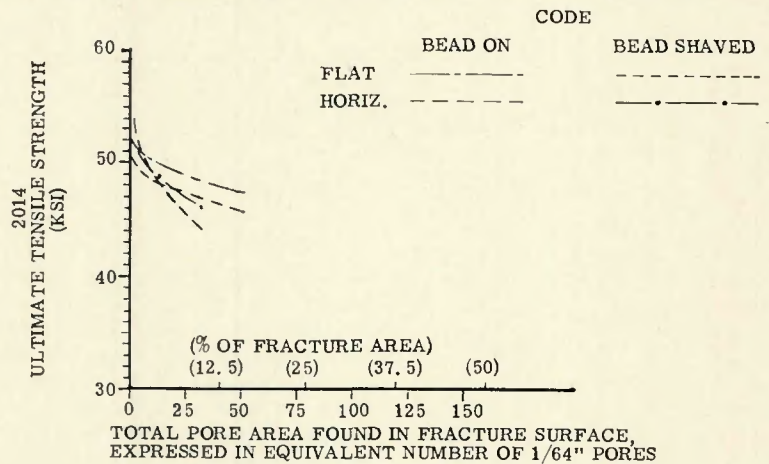 CODE
BEAD ON BEAD SHAVED
FLAT
HORIZ.
2014
ULTIMATE TENSILE STRENGTH
(KSI)
60
50
40
30
(% OF FRACTURE AREA)
(12.5) (25) (37.5) (50)
0 25 50 75 100 125 150
TOTAL PORE AREA FOUND IN FRACTURE SURFACE,
EXPRESSED IN EQUIVALENT NUMBER OF 1/64" PORES